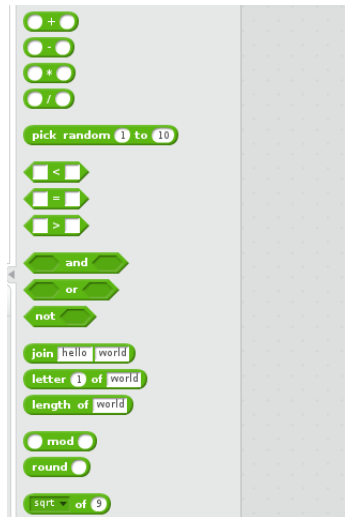 +
-
*
/
pick random 1 to 10
<
=
>
and
or
not
join hello world
letter 1 of world
length of world
mod
round
sqrt of 9